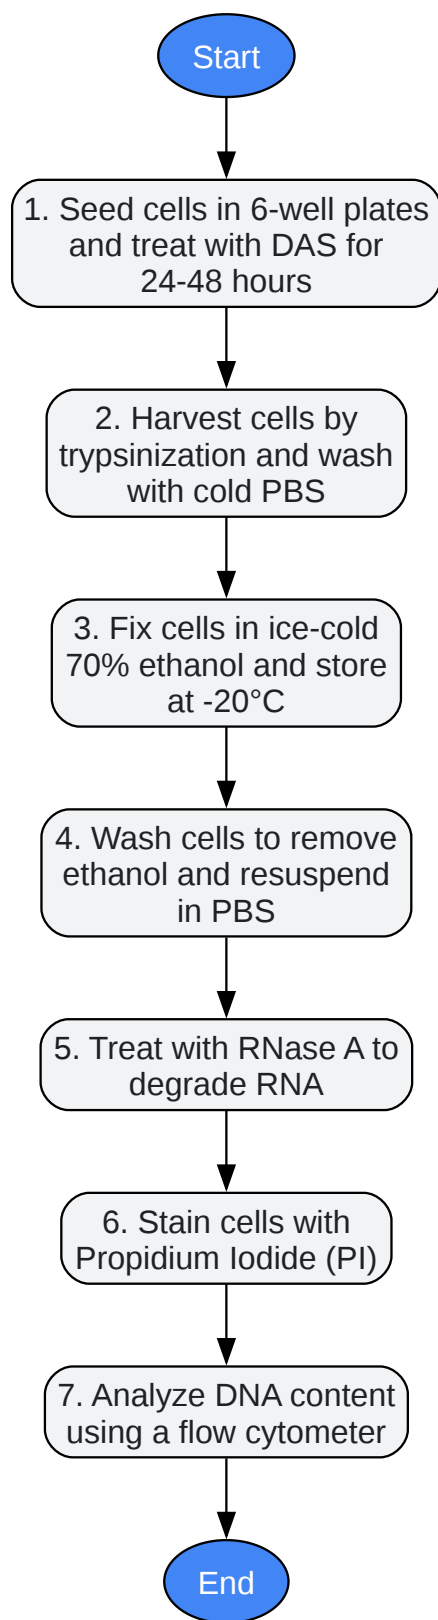 Start
1. Seed cells in 6-well plates
and treat with DAS for
24-48 hours
2. Harvest cells by
trypsinization and wash
with cold PBS
3. Fix cells in ice-cold
70% ethanol and store
at -20°C
4. Wash cells to remove
ethanol and resuspend
in PBS
5. Treat with RNase A to
degrade RNA
6. Stain cells with
Propidium Iodide (PI)
7. Analyze DNA content
using a flow cytometer
End